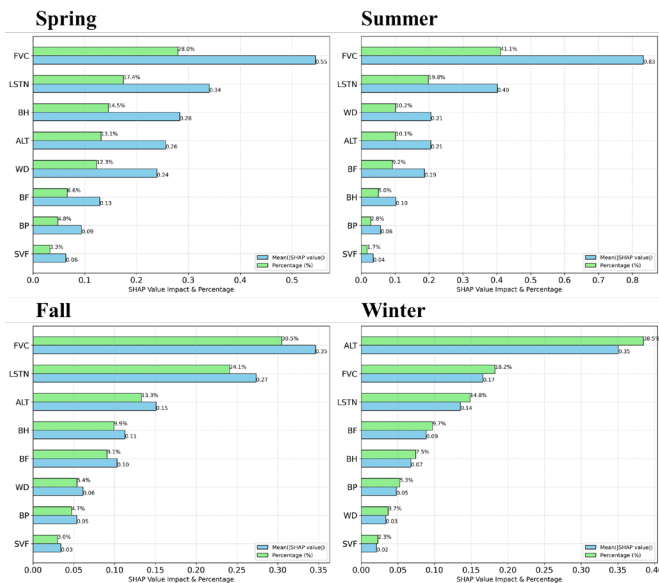 Spring
FVC 28.0% 0.55
LSTN 17.4% 0.34
BH 14.5% 0.28
ALT 13.1% 0.26
WD 12.3% 0.24
BF 6.6% 0.13
BP 4.8% 0.09
SVF 3.3% 0.06
Mean(|SHAP value|)
Percentage (%)
0.0 0.1 0.2 0.3 0.4 0.5
SHAP Value Impact & Percentage
Summer
FVC 41.1% 0.83
LSTN 19.8% 0.40
WD 10.2% 0.21
ALT 10.1% 0.21
BF 9.2% 0.19
BH 5.0% 0.10
BP 2.8% 0.06
SVF 1.7% 0.04
Mean(|SHAP value|)
Percentage (%)
0.0 0.1 0.2 0.3 0.4 0.5 0.6 0.7 0.8
SHAP Value Impact & Percentage
Fall
FVC 30.5% 0.35
LSTN 24.1% 0.27
ALT 13.3% 0.15
BH 9.9% 0.11
BF 9.1% 0.10
WD 5.4% 0.06
BP 4.7% 0.05
SVF 3.0% 0.03
Mean(|SHAP value|)
Percentage (%)
0.00 0.05 0.10 0.15 0.20 0.25 0.30 0.35
SHAP Value Impact & Percentage
Winter
ALT 38.5% 0.35
FVC 18.2% 0.17
LSTN 14.8% 0.14
BF 9.7% 0.09
BH 7.5% 0.07
BP 5.3% 0.05
WD 3.7% 0.03
SVF 2.3% 0.02
Mean(|SHAP value|)
Percentage (%)
0.00 0.05 0.10 0.15 0.20 0.25 0.30 0.35 0.40
SHAP Value Impact & Percentage